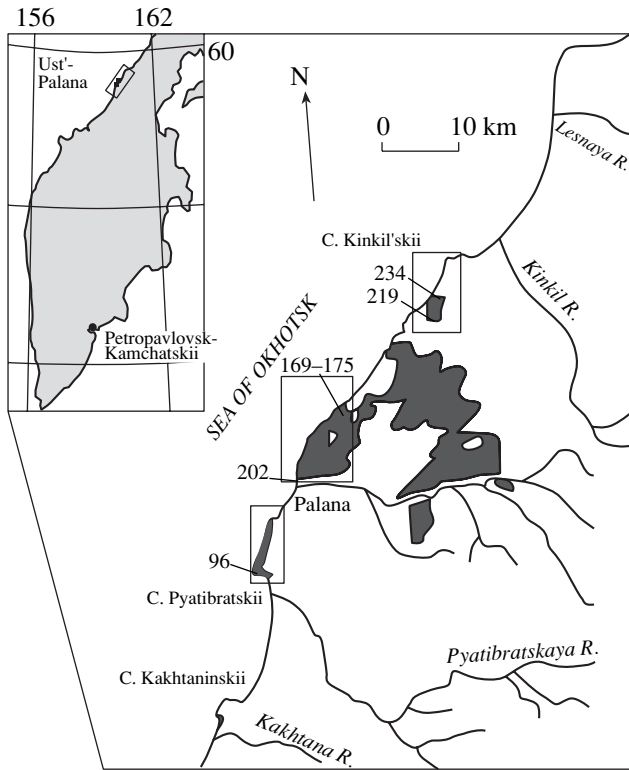 156
162
60
Ust'-
Palana
N
0
10 km
Lesnaya R.
C. Kinkil'skii
Kinkil R.
234
219
SEA OF OKHOTSK
Petropavlovsk-
Kamchatskii
169–175
202
Palana
96
C. Pyatibratskii
Pyatibratskaya R.
C. Kakhtaninskii
Kakhtana R.